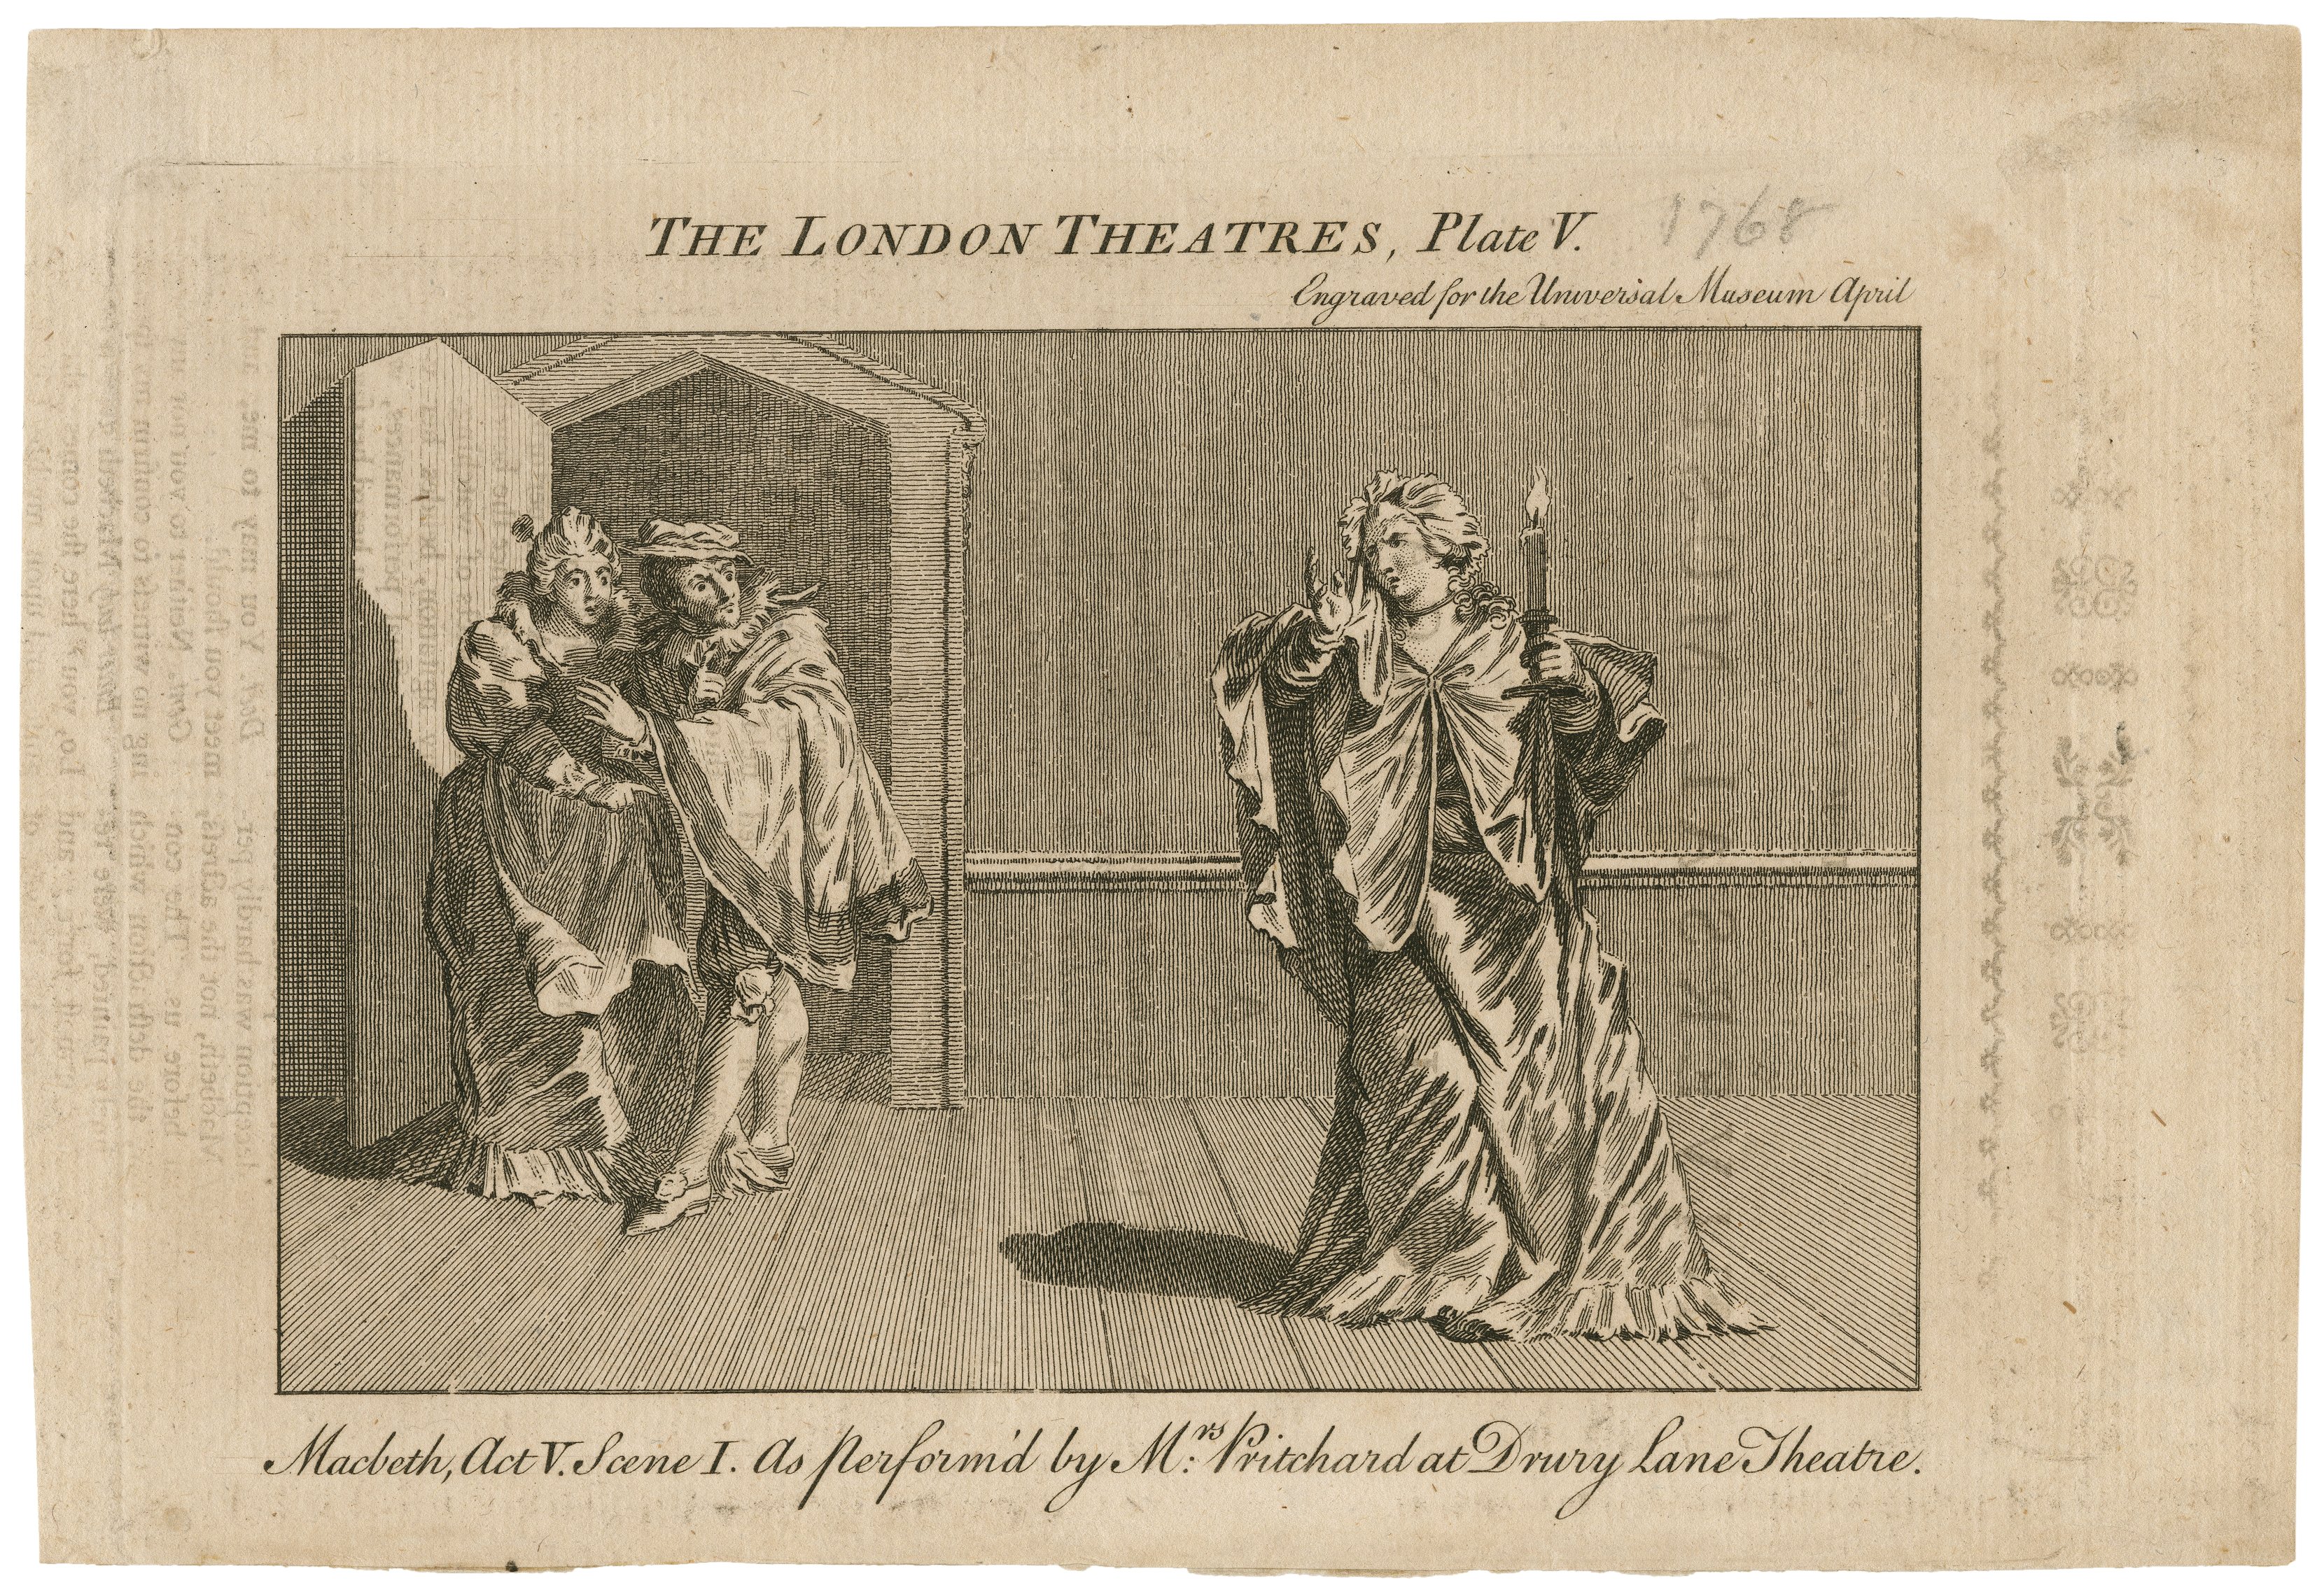 THE LONDON THEATRES, Plate V.
1768
Engraved for the Universal Museum April
Macbeth, Act V. Scene I. As perform'd by M:rs Pritchard at Drury Lane Theatre.